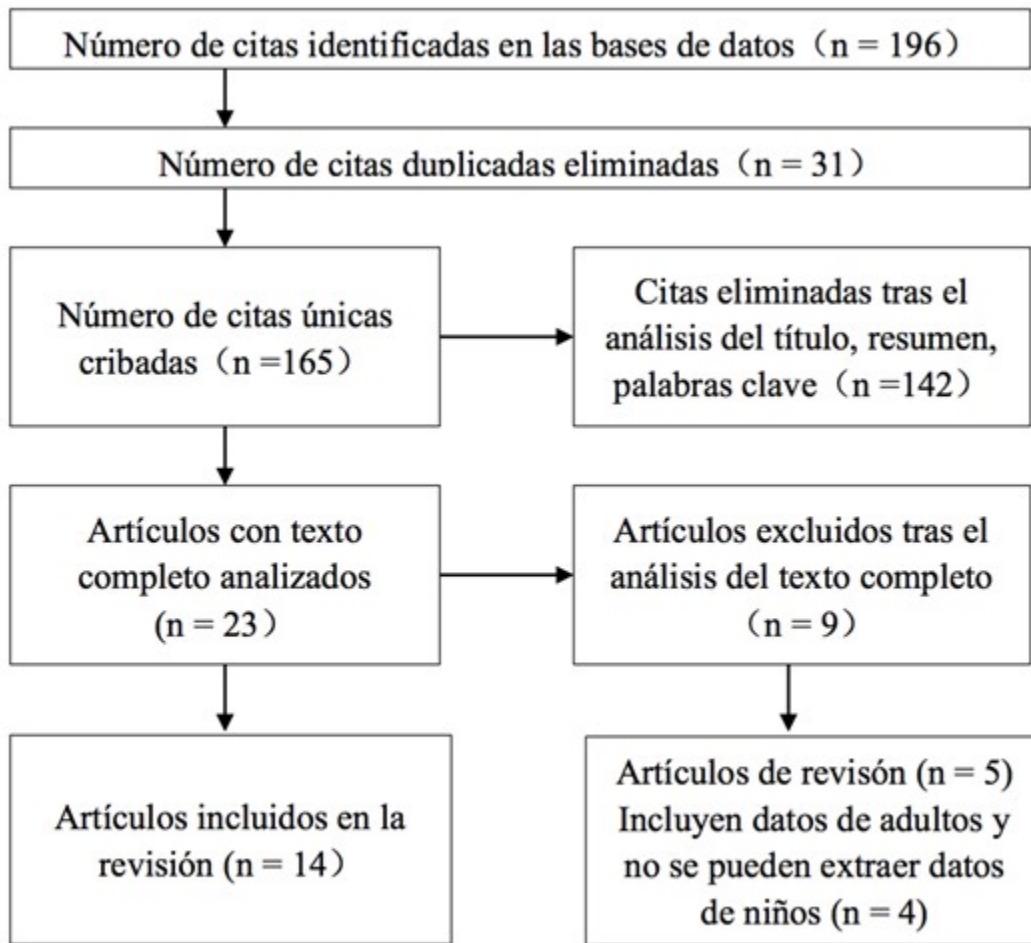 Número de citas identificadas en las bases de datos（n = 196）
Número de citas duplicadas eliminadas（n = 31）
Número de citas únicas
cribadas（n =165）
Citas eliminadas tras el
análisis del título, resumen,
palabras clave（n =142）
Artículos con texto
completo analizados
(n = 23）
Artículos excluidos tras el
análisis del texto completo
（n = 9）
Artículos incluidos en la
revisión (n = 14）
Artículos de revisón (n = 5)
Incluyen datos de adultos y
no se pueden extraer datos
de niños (n = 4)